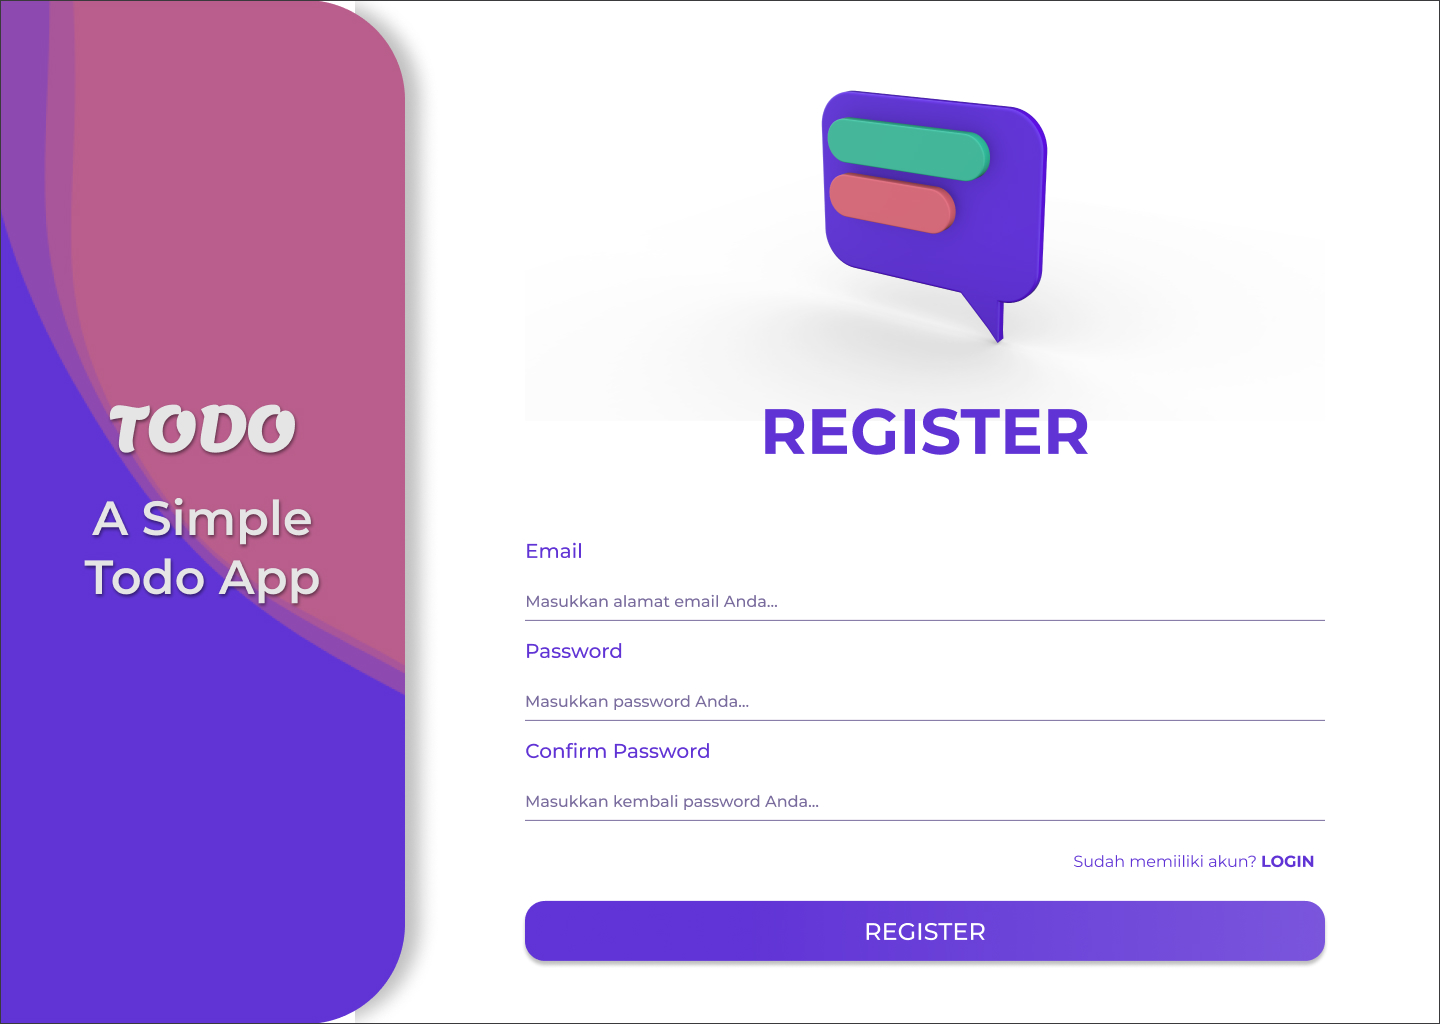 TODO
A Simple
Todo App
REGISTER
Email
Masukkan alamat email Anda...
Password
Masukkan password Anda...
Confirm Password
Masukkan kembali password Anda...
Sudah memiiliki akun? LOGIN
REGISTER